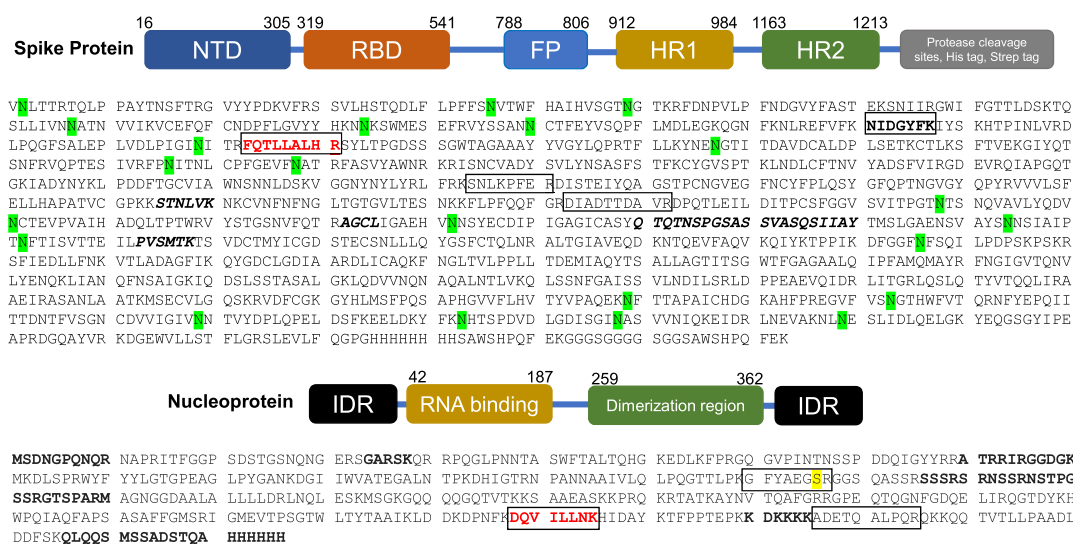 16 305 319 541 788 806 912 984 1163 1213
Spike Protein NTD RBD FP HR1 HR2 Protease cleavage sites, His tag, Strep tag
VNLTTRTQLP PAYTNSFTRG VYYPDKVFRS SVLHSTQDLF LPFFSNVTWF HAIHVSGTNG TKRFDNPVLP FNDGVYFAST EKSNIIRGWI FGTTLDSKTQ
SLLIVNNATN VVIKVCEFQF CNDPFLGVYY HKNNKSWMES EFRVYSSANN CTFEYVSQPF LMDLEGKQGN FKNLREFVFK NIDGYFKIYS KHTPINLVRD
LPQGFSALEP LVDLPIGINI TRFQTLLALH RSYLTPGDSS SGWTAGAAAY YVGYLQPRTF LLKYNENGTI TDAVDCALDP LSETKCTLKS FTVEKGIYQT
SNFRVQPTES IVRFPNITNL CPFGEVFNAT RFASVYAWNR KRISNCVADY SVLYNSASFS TFKCYGVSPT KLNDLCFTNV YADSFVIRGD EVRQIAPGQT
GKIADYNYKL PDDFTGCVIA WNSNNLDSKV GGNYNYLYRL FRKSNLKPFE RDISTEIYQA GSTPCNGVEG FNCYFPLQSY GFQPTNGVGY QPYRVVVLSF
ELLHAPATVC GPKKSTNLVK NKCVNFNFNG LTGTGVLTES NKKFLPFQQF GRDIADTTDA VRDPQTLEIL DITPCSFGGV SVITPGTNTS NQVAVLYQDV
NCTEVPVAIH ADQLTPTWRV YSTGSNVFQT RAGCLIGAEH VNNSYECDIP IGAGICASYQ TQTNSPGSAS SVASQSIIAY TMSLGAENSV AYSNNSIAIP
TNFTISVTTE ILPVSMTKTS VDCTMYICGD STECSNLLLQ YGSFCTQLNR ALTGIAVEQD KNTQEVFAQV KQIYKTPPIK DFGGFNFSQI LPDPSKPSKR
SFIEDLLFNK VTLADAGFIK QYGDCLGDIA ARDLICAQKF NGLTVLPPLL TDEMIAQYTS ALLAGTITSG WTFGAGAALQ IPFAMQMAYR FNGIGVTQNV
LYENQKLIAN QFNSAIGKIQ DSLSSTASAL GKLQDVVNQN AQALNTLVKQ LSSNFGAISS VLNDILSRLD PPEAEVQIDR LITGRLQSLQ TYVTQQLIRA
AEIRASANLA ATKMSECVLG QSKRVDFCGK GYHLMSFPQS APHGVVFLHV TYVPAQEKNF TTAPAICHDG KAHFPREGVF VSNGTHWFVT QRNFYEPQII
TTDNTFVSGN CDVVIGIVNN TVYDPLQPEL DSFKEELDKY FKNHTSPDVD LGDISGINAS VVNIQKEIDR LNEVAKNLNE SLIDLQELGK YEQGSGYIPE
APRDGQAYVR KDGEWVLLST FLGRSLEVLF QGPGHHHHHH HHSAWSHPQF EKGGGSGGGG SGGSAWSHPQ FEK
42 187 259 362
Nucleoprotein IDR RNA binding Dimerization region IDR
MSDNGPQNQR NAPRITFGGP SDSTGSNQNG ERSGARSKQR RPQGLPNNTA SWFTALTQHG KEDLKFPRGQ GVPINTNSSP DDQIGYYRRA TRRIRGGDGK
MKDLSPRWYF YYLGTGPEAG LPYGANKDGI IWVATEGALN TPKDHIGTRN PANNAAIVLQ LPQGTTLPKG FYAEGSRGGS QASSRSSSRS RNSSRNSTPG
SSRGTSPARM AGNGGDAALA LLLLDRLNQL ESKMSGKGQQ QQGQTVTKKS AAEASKKPRQ KRTATKAYNV TQAFGRRGPE QTQGNFGDQE LIRQGTDYKH
WPQIAQFAPS ASAFFGMSRI GMEVTPSGTW LTYTAAIKLD DKDPNFKDQV ILLNKHIDAY KTFPPTEPKK DKKKKADETQ ALPQRQKKQQ TVTLLPAADL
DDFSKQLQQS MSSADSTQA HHHHHH